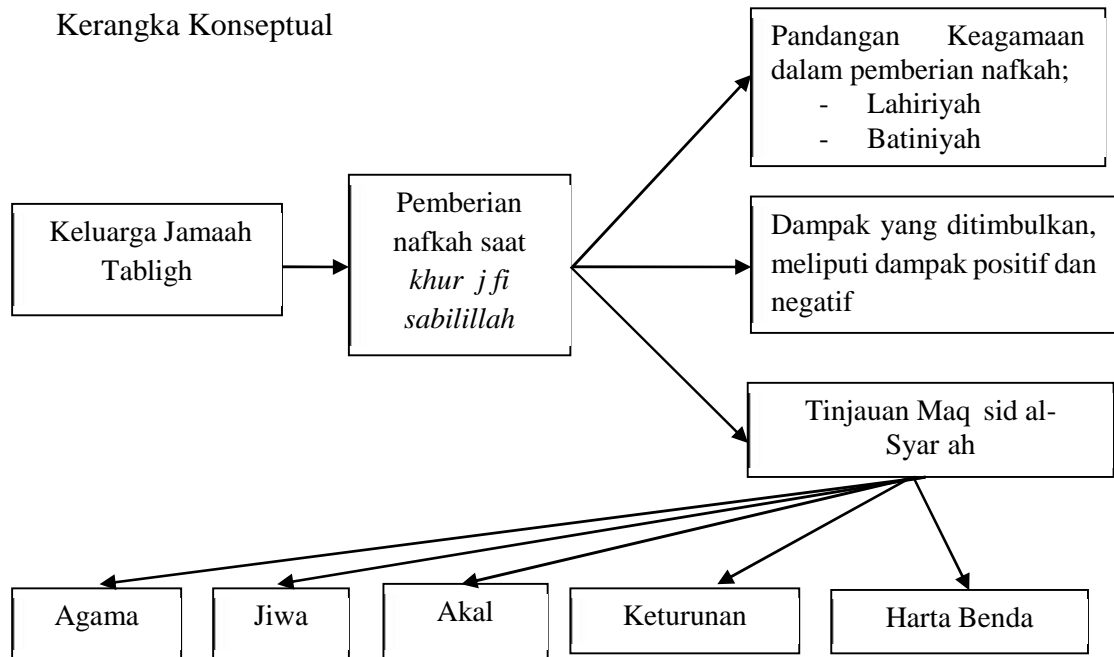 Kerangka Konseptual
Pandangan Keagamaan
dalam pemberian nafkah;
- Lahiriyah
- Batiniyah
Keluarga Jamaah
Tabligh
Pemberian
nafkah saat
khur j fi
sabilillah
Dampak yang ditimbulkan,
meliputi dampak positif dan
negatif
Tinjauan Maq sid al-
Syar ah
Agama
Jiwa
Akal
Keturunan
Harta Benda